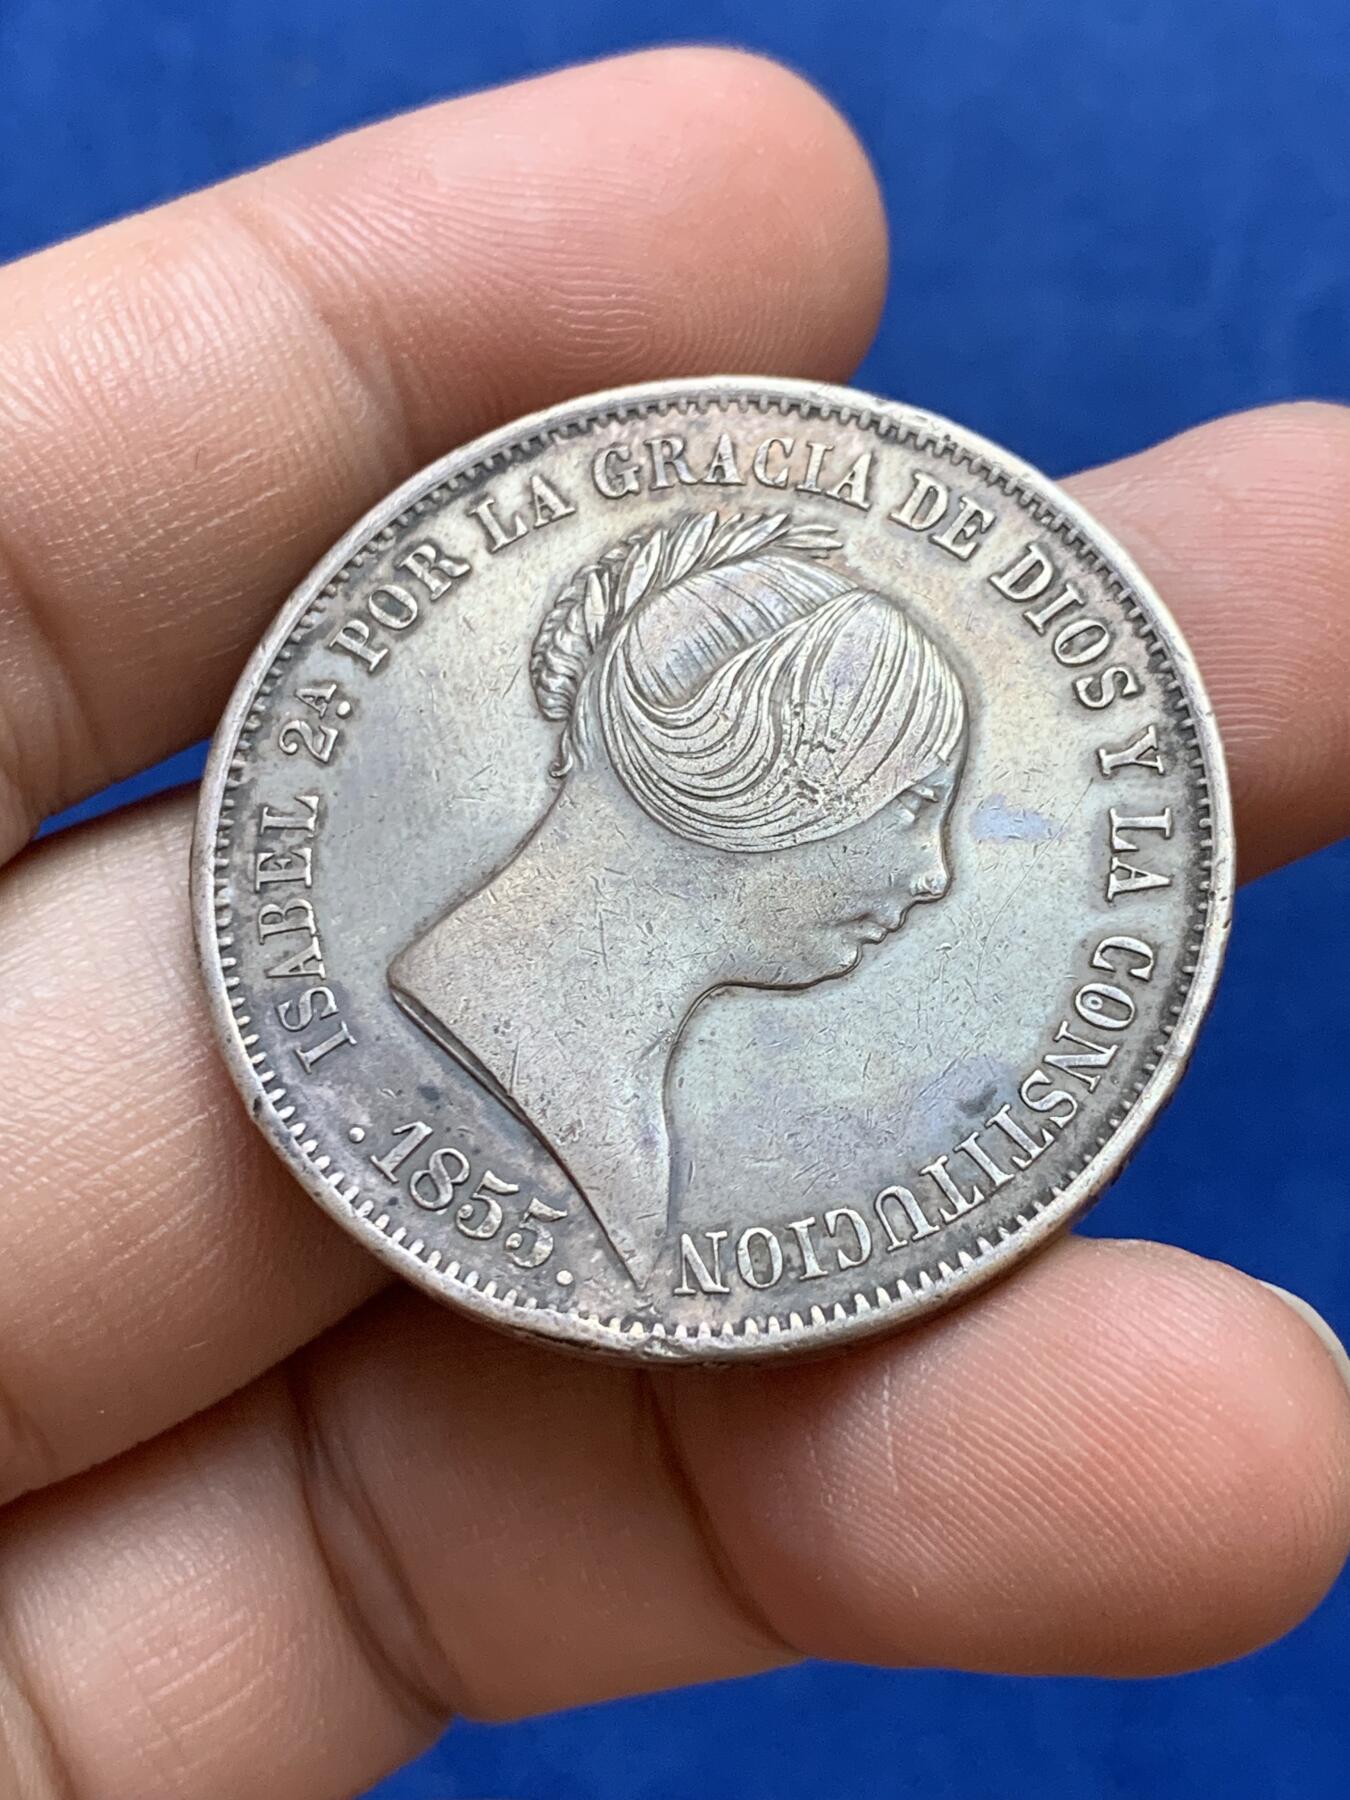 ISABEL 2ᴬ. POR LA GRACIA DE DIOS Y LA CONSTITUCION
. 1855 .